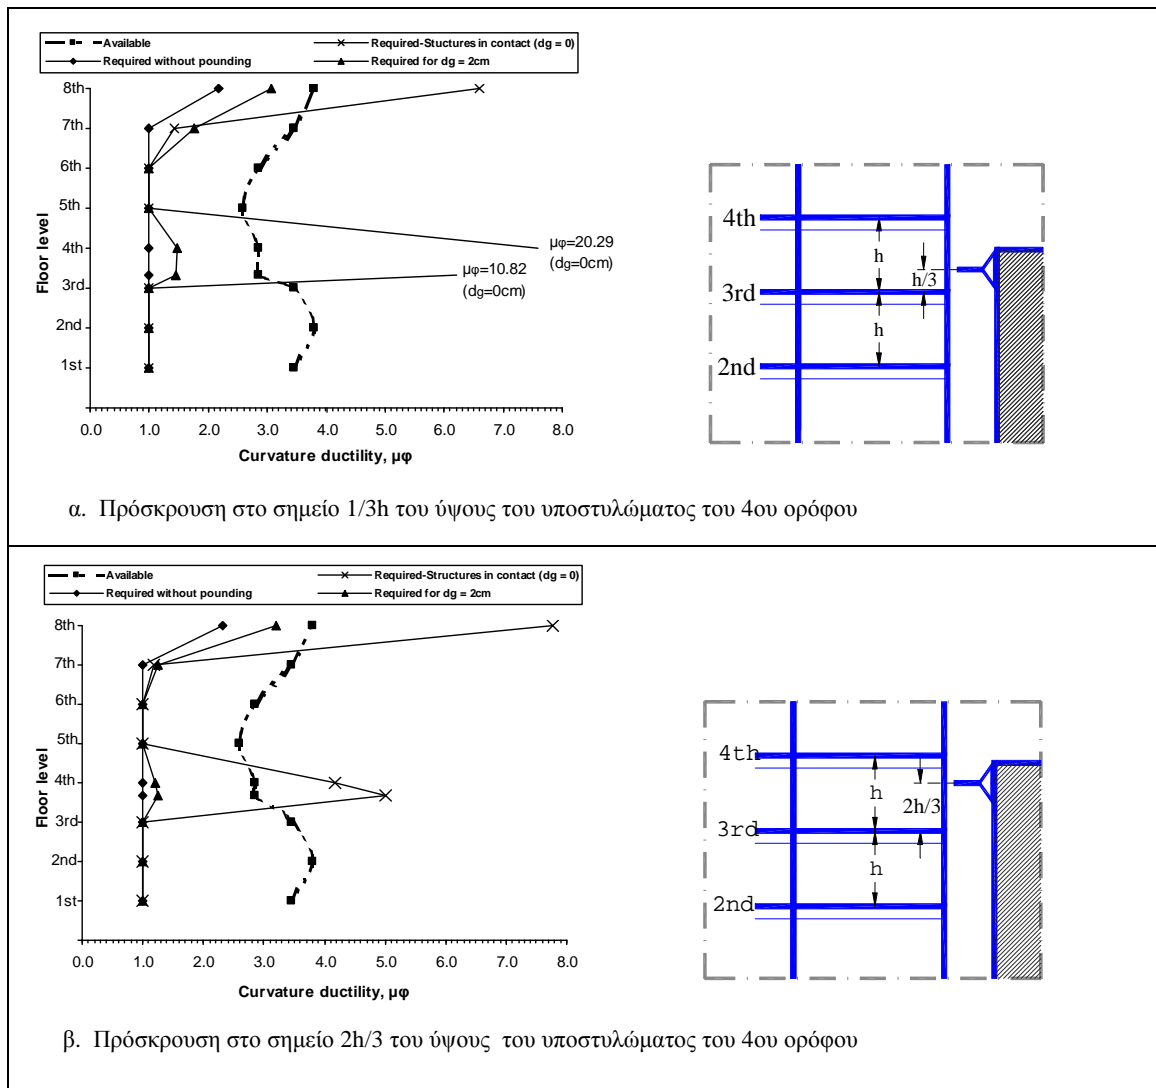 Available
Required-Stuctures in contact (dg = 0)
Required without pounding
Required for dg = 2cm
8th
7th
6th
5th
4th
3rd
2nd
1st
Floor level
μφ=20.29
(dg=0cm)
μφ=10.82
(dg=0cm)
0.0 1.0 2.0 3.0 4.0 5.0 6.0 7.0 8.0
Curvature ductility, μφ
4th
h
h/3
3rd
h
2nd
α. Πρόσκρουση στο σημείο 1/3h του ύψους του υποστυλώματος του 4ου ορόφου
Available
Required-Structures in contact (dg = 0)
Required without pounding
Required for dg = 2cm
8th
7th
6th
5th
4th
3rd
2nd
1st
Floor level
0.0 1.0 2.0 3.0 4.0 5.0 6.0 7.0 8.0
Curvature ductility, μφ
4th
h
2h/3
3rd
h
2nd
β. Πρόσκρουση στο σημείο 2h/3 του ύψους του υποστυλώματος του 4ου ορόφου